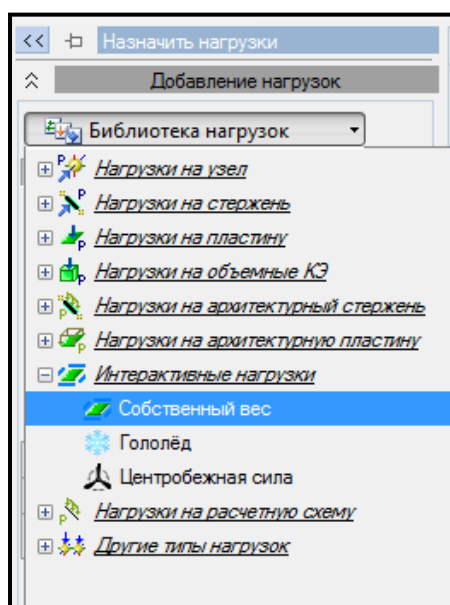 << Назначить нагрузки
Добавление нагрузок
Библиотека нагрузок
Нагрузки на узел
Нагрузки на стержень
Нагрузки на пластину
Нагрузки на объемные КЭ
Нагрузки на архитектурный стержень
Нагрузки на архитектурную пластину
Интерактивные нагрузки
Собственный вес
Гололёд
Центробежная сила
Нагрузки на расчетную схему
Другие типы нагрузок